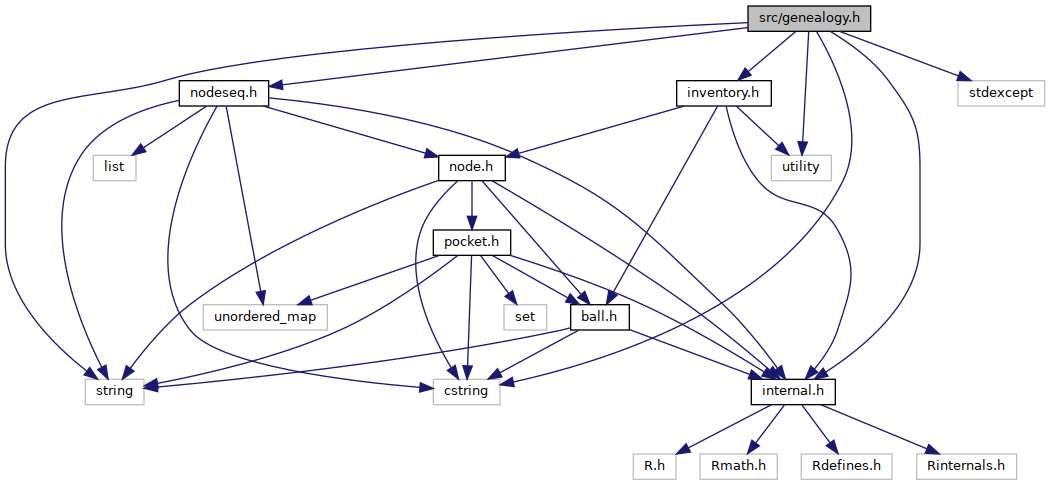 src/genealogy.h
nodeseq.h
inventory.h
stdexcept
list
node.h
utility
pocket.h
unordered_map
set
ball.h
string
cstring
internal.h
R.h
Rmath.h
Rdefines.h
Rinternals.h